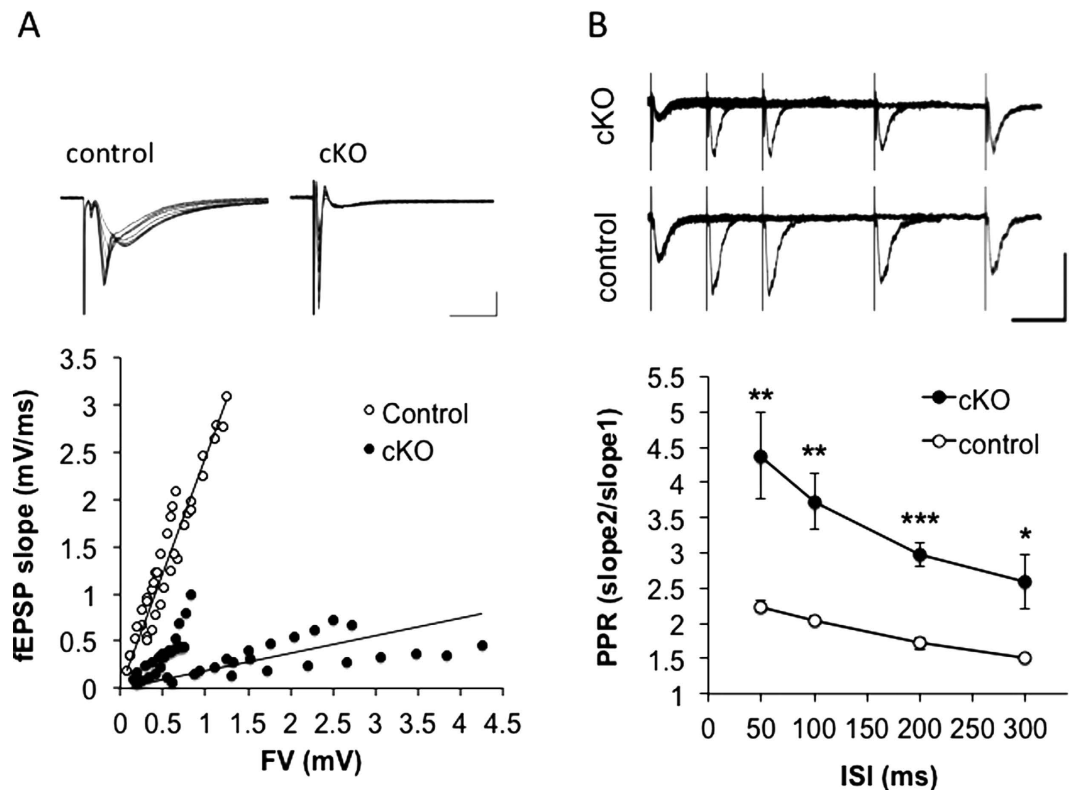 A
control
cKO
3.5
3
2.5
2
1.5
1
0.5
0
fEPSP slope (mV/ms)
Control
cKO
0 0.5 1 1.5 2 2.5 3 3.5 4 4.5
FV (mV)
B
cKO
control
5.5
5
4.5
4
3.5
3
2.5
2
1.5
1
PPR (slope2/slope1)
cKO
control
**
**
***
*
0 50 100 150 200 250 300
ISI (ms)